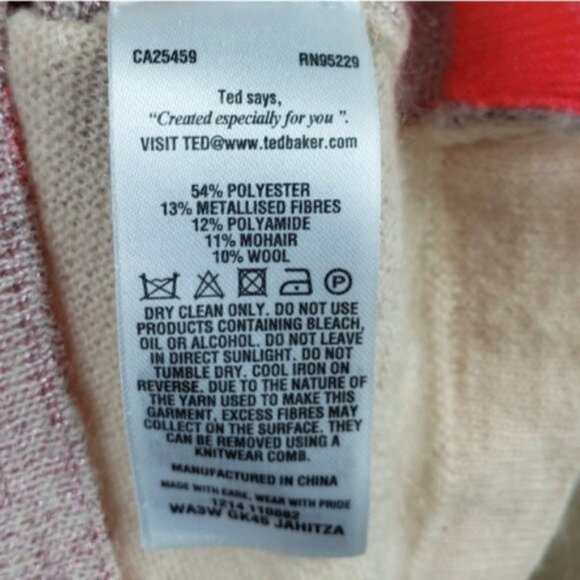 CA25459 RN95229
Ted says,
“Created especially for you ”.
VISIT TED@www.tedbaker.com
54% POLYESTER
13% METALLISED FIBRES
12% POLYAMIDE
11% MOHAIR
10% WOOL
P
DRY CLEAN ONLY. DO NOT USE
PRODUCTS CONTAINING BLEACH,
OIL OR ALCOHOL. DO NOT LEAVE
IN DIRECT SUNLIGHT. DO NOT
TUMBLE DRY. COOL IRON ON
REVERSE. DUE TO THE NATURE OF
THE YARN USED TO MAKE THIS
GARMENT, EXCESS FIBRES MAY
COLLECT ON THE SURFACE. THEY
CAN BE REMOVED USING A
KNITWEAR COMB.
MANUFACTURED IN CHINA
MADE WITH CARE, WEAR WITH PRIDE
1214 110882
WA3W GK45 JAHITZA